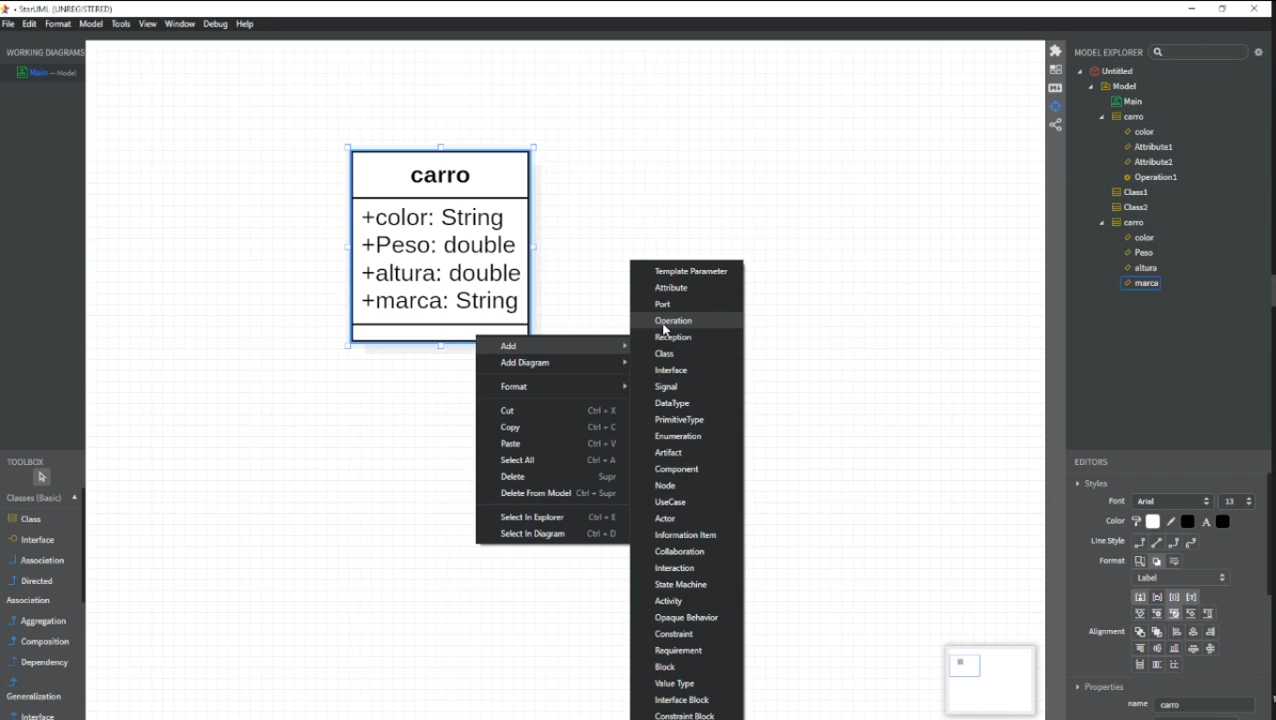 StarUML (UNREGISTERED)
File Edit Format Model Tools View Window Debug Help
WORKING DIAGRAMS
Main — Model
carro
+color: String
+Peso: double
+altura: double
+marca: String
Add
Add Diagram
Format
Cut Ctrl + X
Copy Ctrl + C
Paste Ctrl + V
Select All Ctrl + A
Delete Supr
Delete From Model Ctrl + Supr
Select In Explorer Ctrl + E
Select In Diagram Ctrl + D
Template Parameter
Attribute
Port
Operation
Reception
Class
Interface
Signal
DataType
PrimitiveType
Enumeration
Artifact
Component
Node
UseCase
Actor
Information Item
Collaboration
Interaction
State Machine
Activity
Opaque Behavior
Constraint
Requirement
Block
Value Type
Interface Block
Constraint Block
TOOLBOX
Classes (Basic)
Class
Interface
Association
Directed
Association
Aggregation
Composition
Dependency
Generalization
Interface
MODEL EXPLORER
Untitled
Model
Main
carro
color
Attribute1
Attribute2
Operation1
Class1
Class2
carro
color
Peso
altura
marca
EDITORS
Styles
Font Arial 13
Color
Line Style
Format
Label
Alignment
Properties
name carro